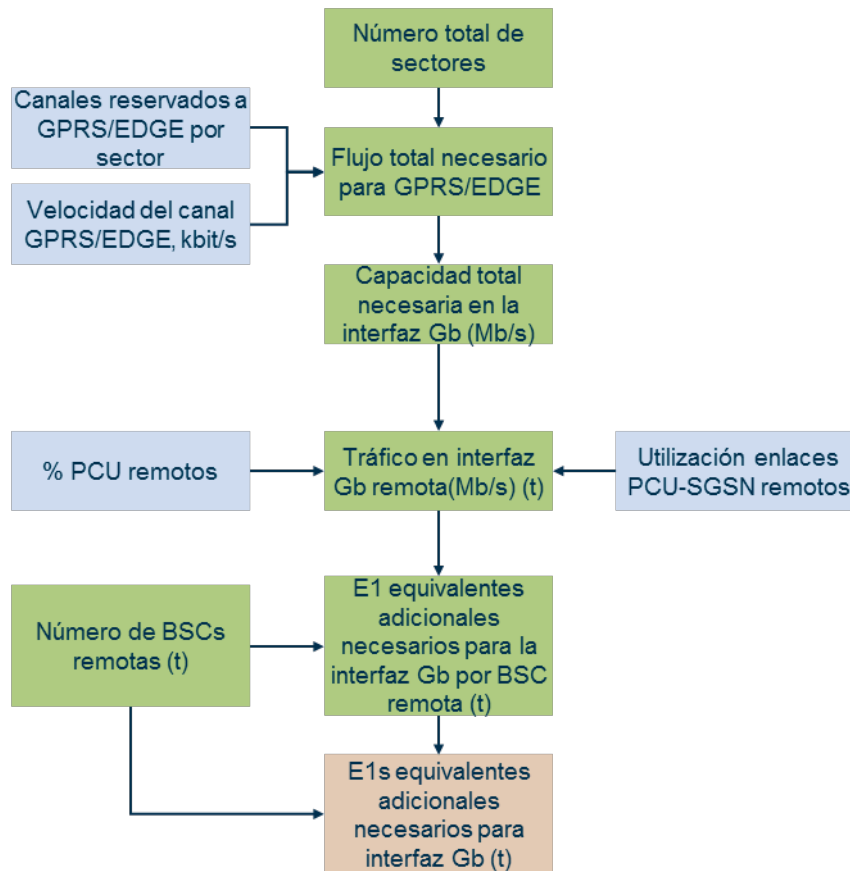 Número total de
sectores
Canales reservados a
GPRS/EDGE por
sector
Flujo total necesario
para GPRS/EDGE
Velocidad del canal
GPRS/EDGE, kbit/s
Capacidad total
necesaria en la
interfaz Gb (Mb/s)
% PCU remotos
Tráfico en interfaz
Gb remota(Mb/s) (t)
Utilización enlaces
PCU-SGSN remotos
Número de BSCs
remotas (t)
E1 equivalentes
adicionales
necesarios para la
interfaz Gb por BSC
remota (t)
E1s equivalentes
adicionales
necesarios para
interfaz Gb (t)